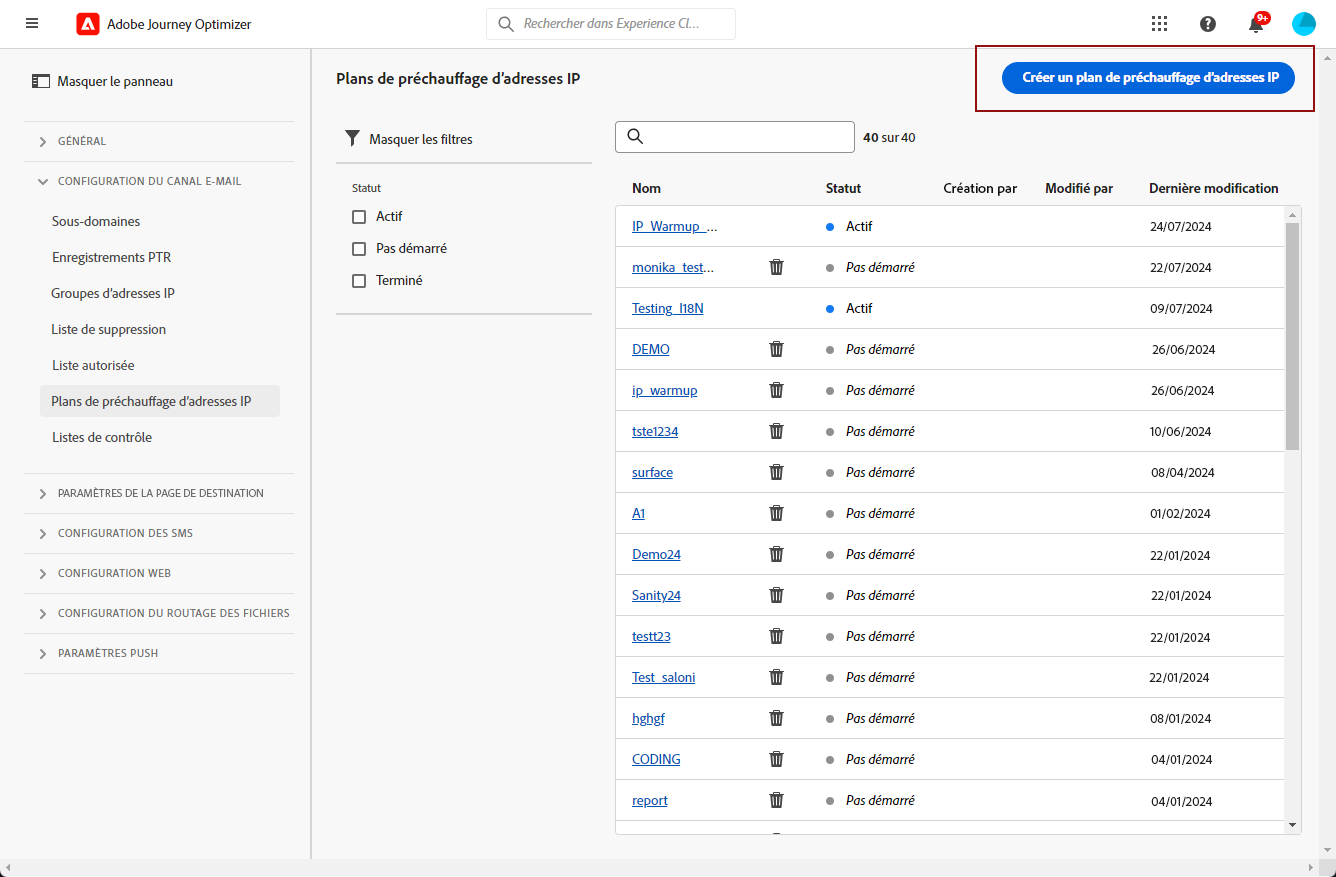 Adobe Journey Optimizer
Rechercher dans Experience Cl...
9+
Masquer le panneau
GÉNÉRAL
CONFIGURATION DU CANAL E-MAIL
Sous-domaines
Enregistrements PTR
Groupes d'adresses IP
Liste de suppression
Liste autorisée
Plans de préchauffage d'adresses IP
Listes de contrôle
PARAMÈTRES DE LA PAGE DE DESTINATION
CONFIGURATION DES SMS
CONFIGURATION WEB
CONFIGURATION DU ROUTAGE DES FICHIERS
PARAMÈTRES PUSH
Plans de préchauffage d'adresses IP
Créer un plan de préchauffage d'adresses IP
Masquer les filtres
Statut
Actif
Pas démarré
Terminé
40 sur 40
Nom Statut Création par Modifié par Dernière modification
IP_Warmup_... Actif 24/07/2024
monika_test... Pas démarré 22/07/2024
Testing_I18N Actif 09/07/2024
DEMO Pas démarré 26/06/2024
ip_warmup Pas démarré 26/06/2024
tste1234 Pas démarré 10/06/2024
surface Pas démarré 08/04/2024
A1 Pas démarré 01/02/2024
Demo24 Pas démarré 22/01/2024
Sanity24 Pas démarré 22/01/2024
testt23 Pas démarré 22/01/2024
Test_saloni Pas démarré 22/01/2024
hghgf Pas démarré 08/01/2024
CODING Pas démarré 04/01/2024
report Pas démarré 04/01/2024